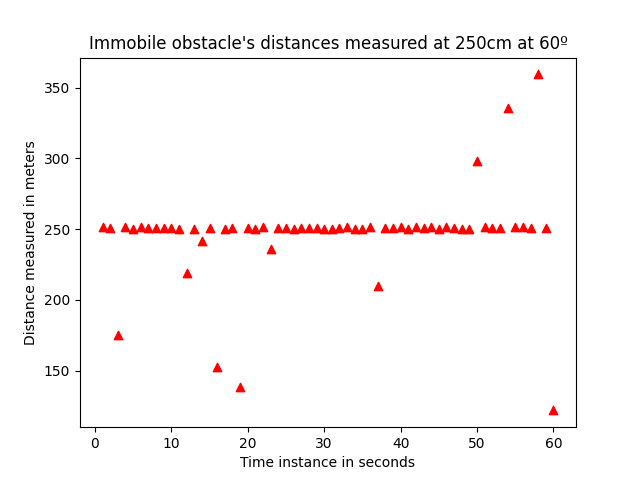 Immobile obstacle's distances measured at 250cm at 60º
350
300
250
200
150
Distance measured in meters
0 10 20 30 40 50 60
Time instance in seconds